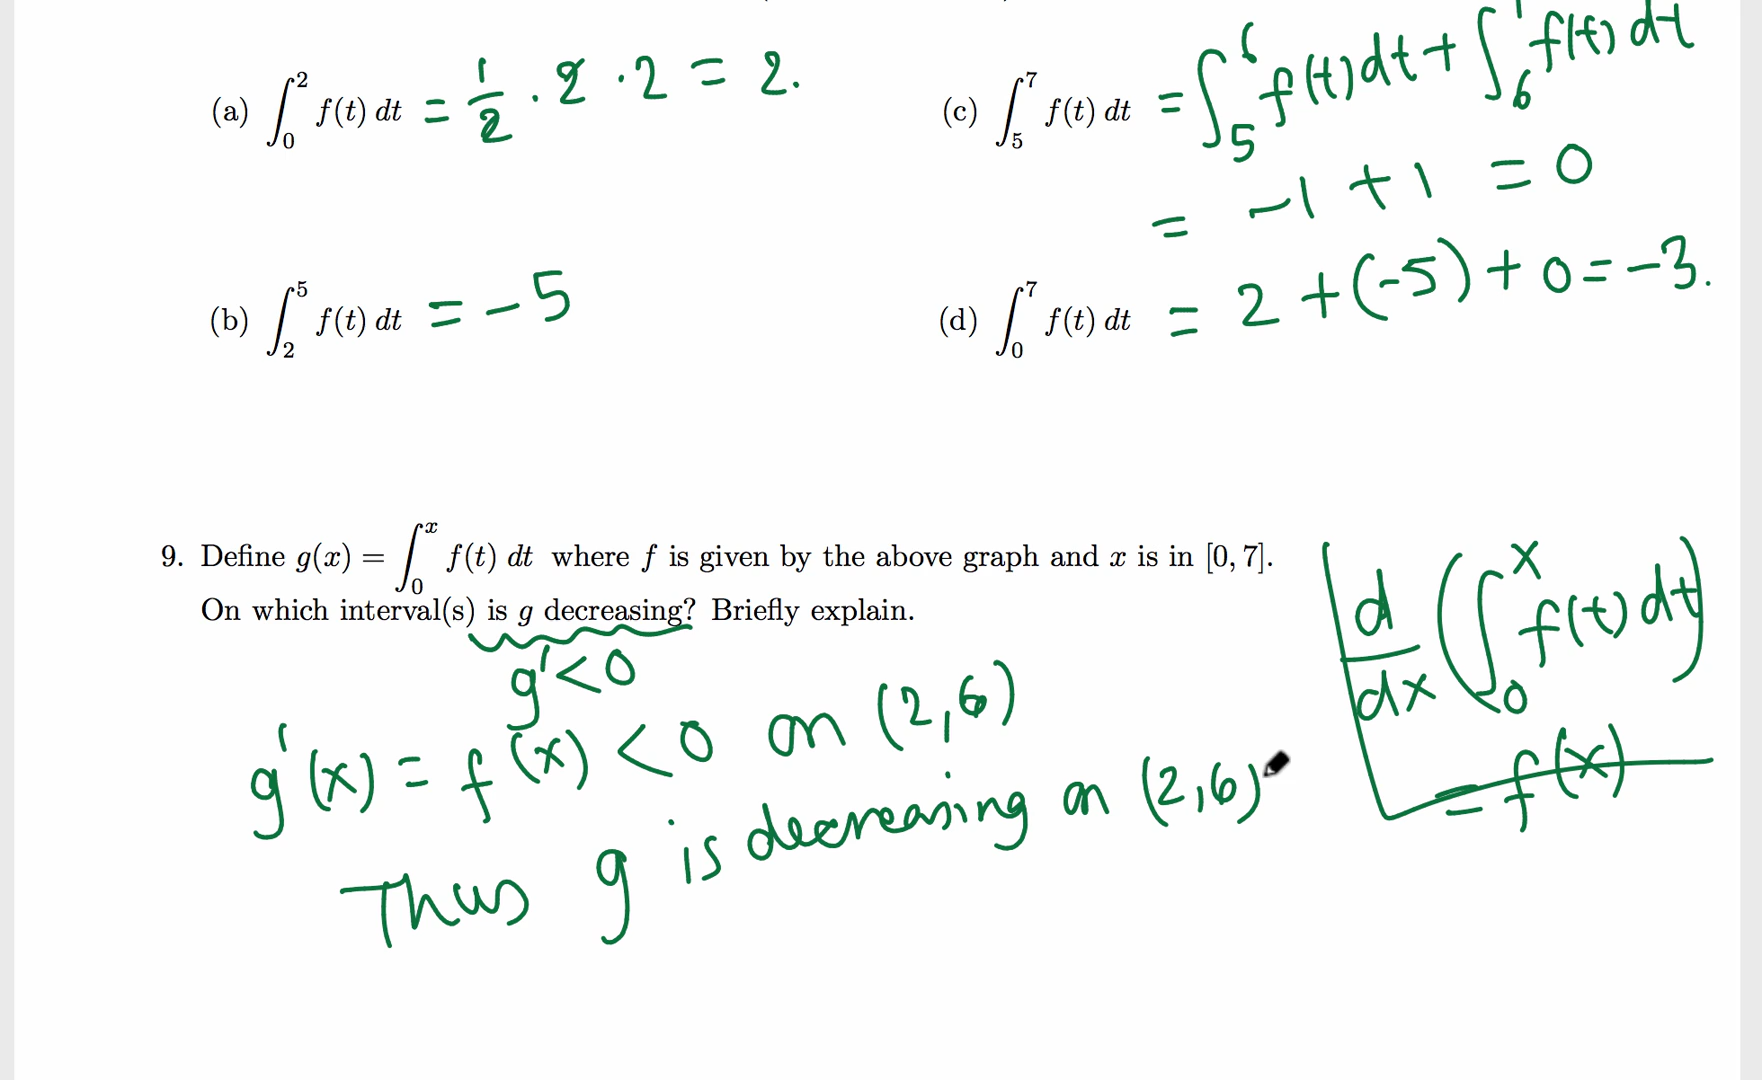 (a) ∫₀² f(t) dt = 1/2 · 2 · 2 = 2.
(c) ∫₅⁷ f(t) dt = ∫₅⁶ f(t) dt + ∫₆ f(t) dt
= -1 + 1 = 0
(b) ∫₂⁵ f(t) dt = -5
(d) ∫₀⁷ f(t) dt = 2 + (-5) + 0 = -3.
9. Define g(x) = ∫₀ˣ f(t) dt where f is given by the above graph and x is in [0, 7].
On which interval(s) is g decreasing? Briefly explain.
g' < 0
g'(x) = f(x) < 0 on (2,6)
Thus g is decreasing on (2,6)
d/dx (∫₀ˣ f(t) dt)
= f(x)